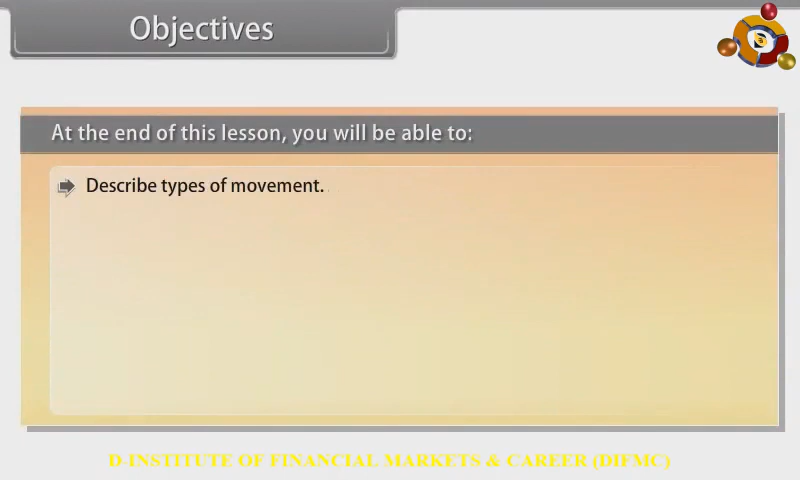 Objectives
At the end of this lesson, you will be able to:
Describe types of movement.
D-INSTITUTE OF FINANCIAL MARKETS & CAREER (DIFMC)